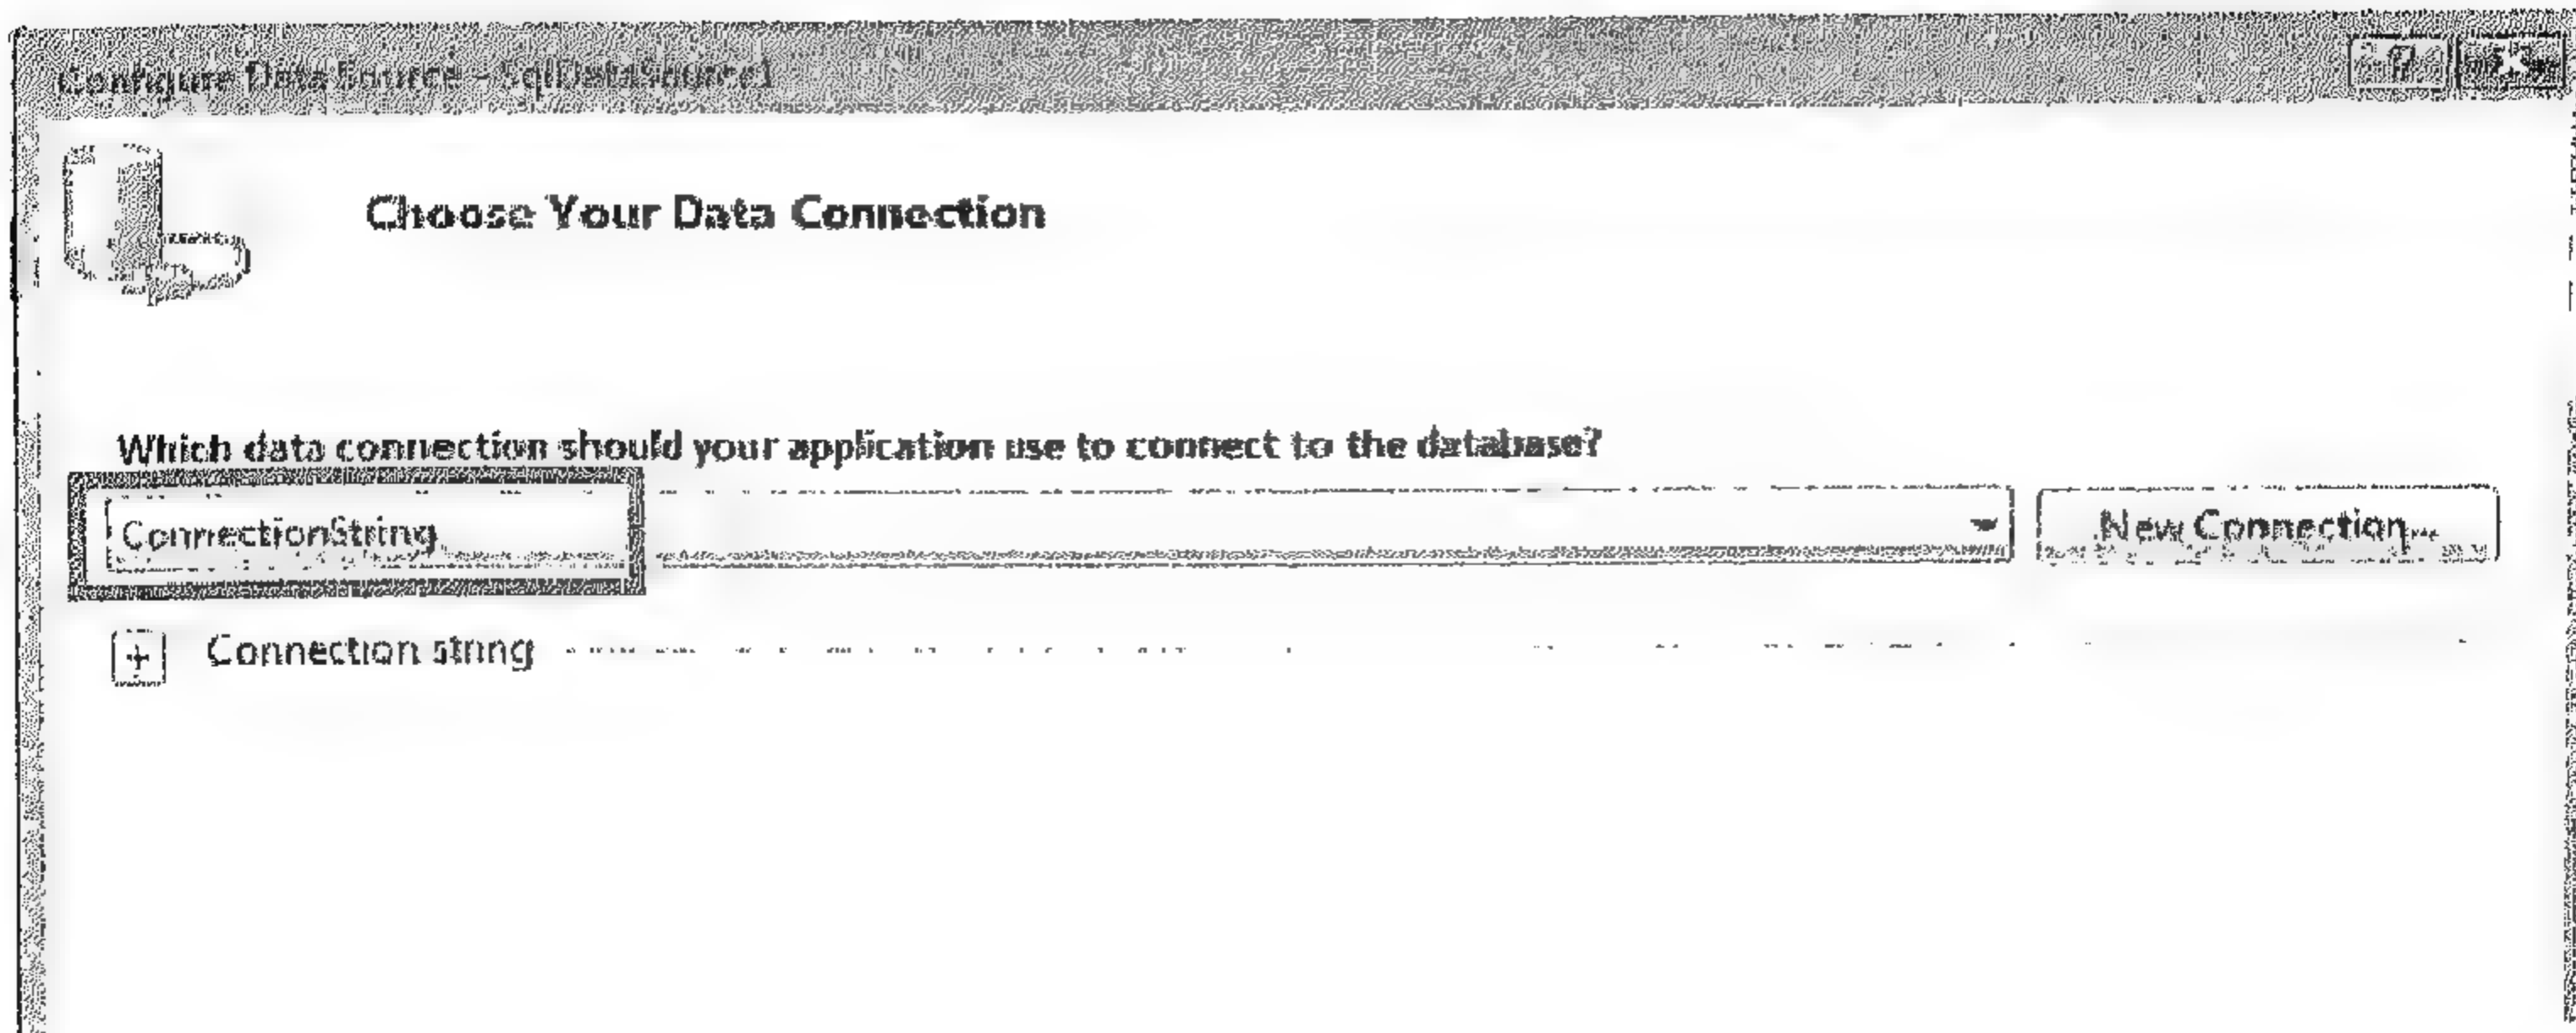 Configure Data Source - SqlDataSource1
Choose Your Data Connection
Which data connection should your application use to connect to the database?
ConnectionString
New Connection...
+ Connection string